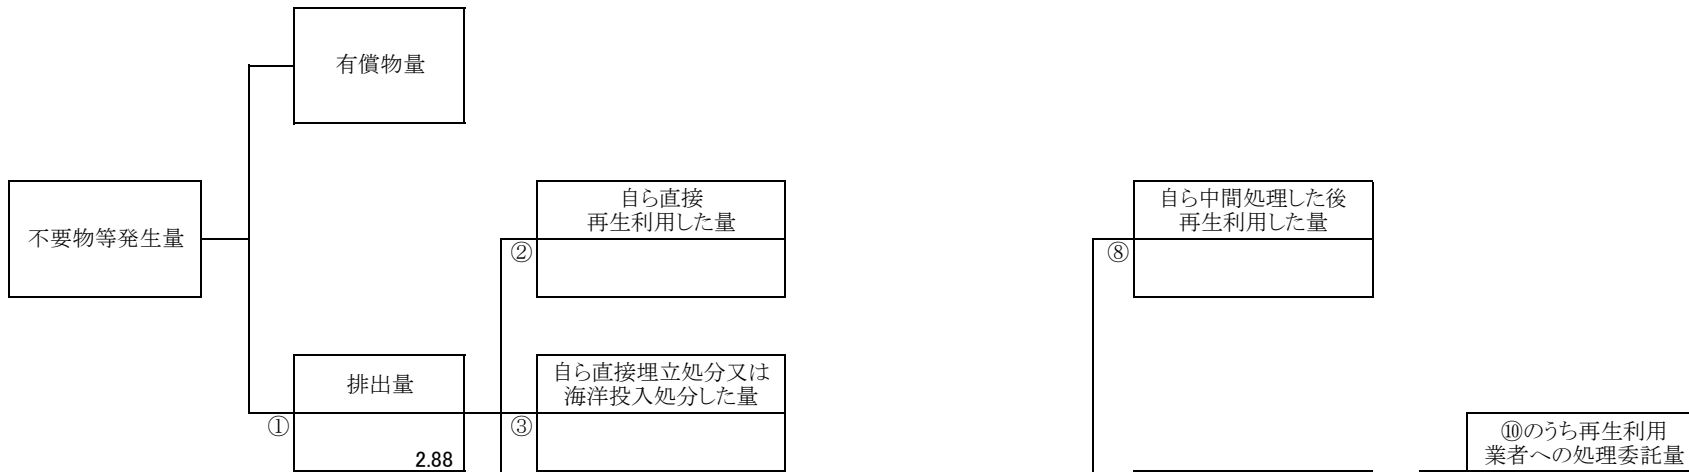 有償物量
不要物等発生量
自ら直接
再生利用した量
②
自ら中間処理した後
再生利用した量
⑧
排出量
①
2.88
自ら直接埋立処分又は
海洋投入処分した量
③
⑩のうち再生利用
業者への処理委託量